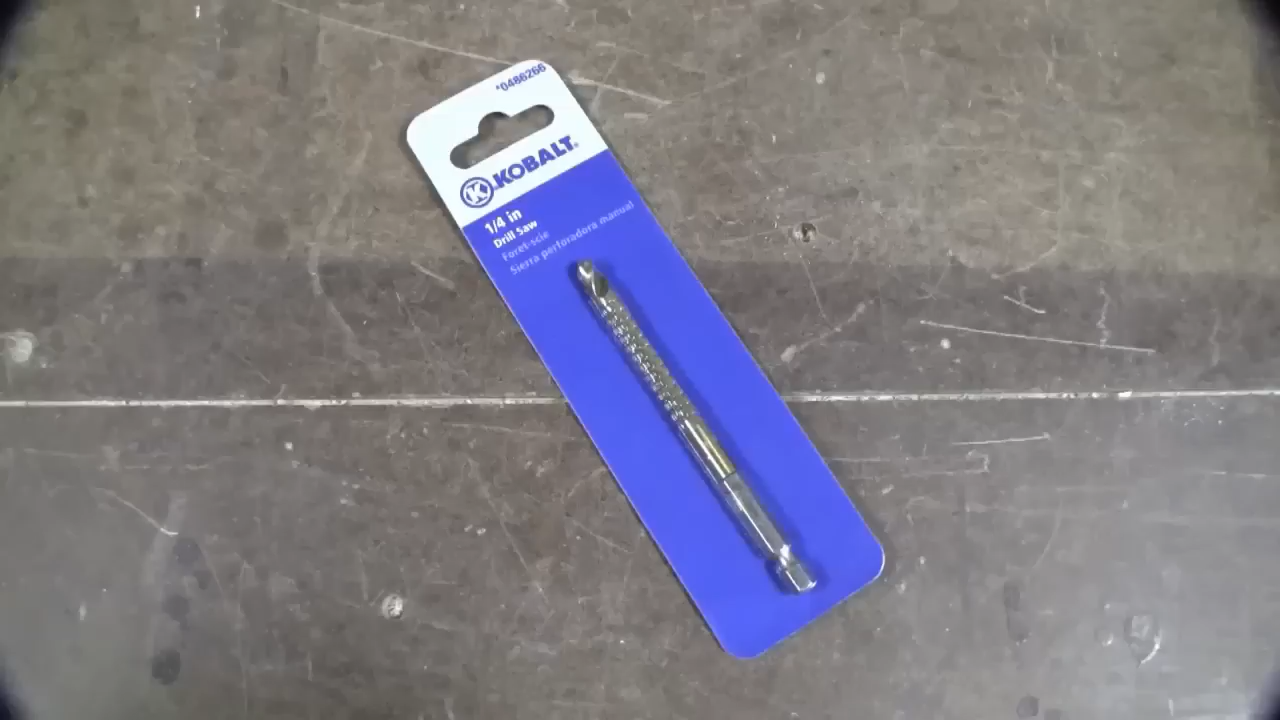 *0486266
K KOBALT®
1/4 in
Drill Saw
Foret-scie
Sierra perforadora manual